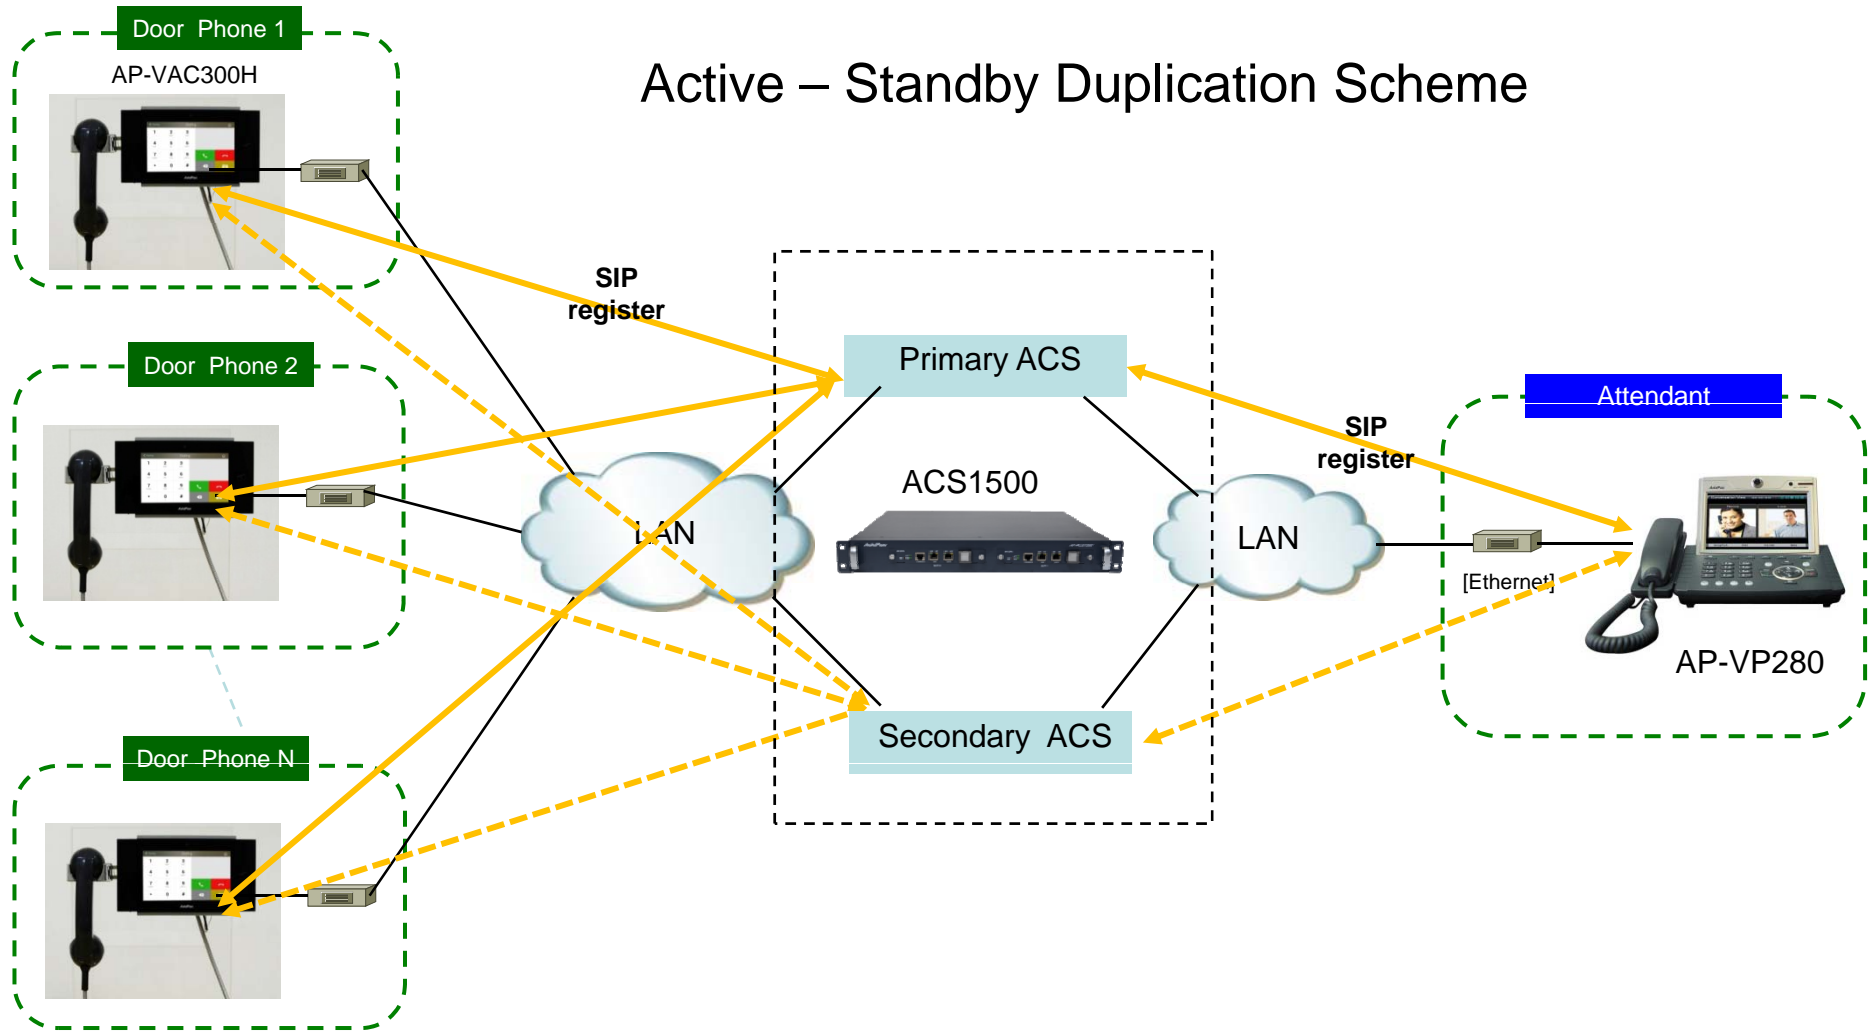 Door Phone 1
AP-VAC300H
Active – Standby Duplication Scheme
SIP
register
Door Phone 2
Primary ACS
Attendant
SIP
register
ACS1500
LAN
LAN
[Ethernet]
AP-VP280
Secondary ACS
Door Phone N